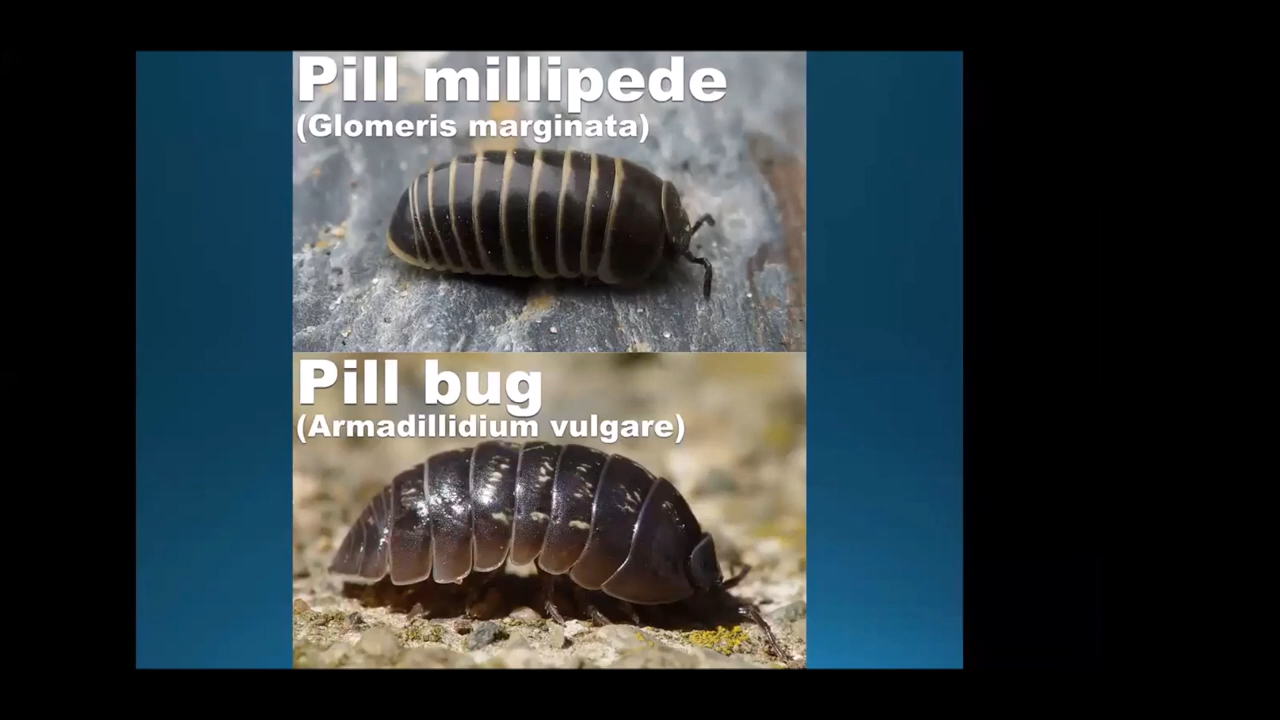 Pill millipede
(Glomeris marginata)
Pill bug
(Armadillidium vulgare)